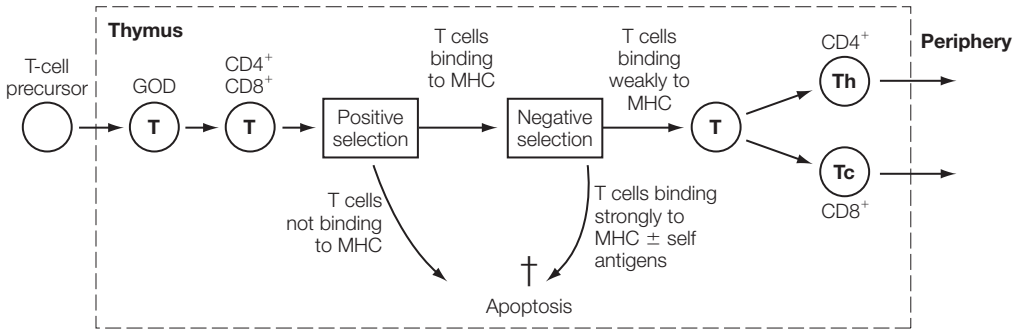 Thymus
Periphery
T-cell
precursor
GOD
T
CD4⁺
CD8⁺
T
Positive
selection
T cells
binding
to MHC
Negative
selection
T cells
binding
weakly to
MHC
T
CD4⁺
Th
Tc
CD8⁺
T cells
not binding
to MHC
T cells binding
strongly to
MHC ± self
antigens
†
Apoptosis